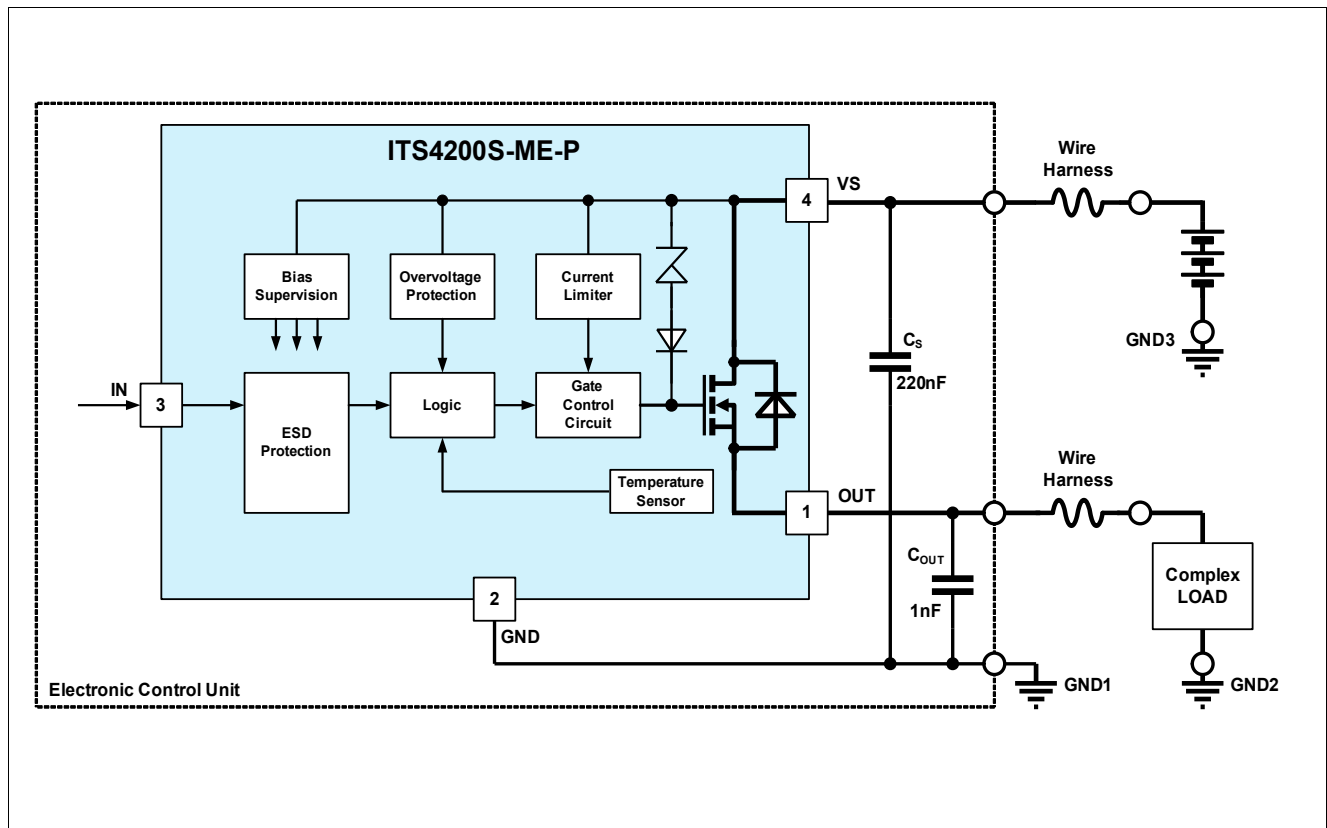 ITS4200S-ME-P
Wire
Harness
VS
4
Bias
Supervision
Overvoltage
Protection
Current
Limiter
GND3
CS
220nF
IN
3
ESD
Protection
Logic
Gate
Control
Circuit
Temperature
Sensor
Wire
Harness
OUT
1
COUT
1nF
Complex
LOAD
2
GND
Electronic Control Unit
GND1
GND2